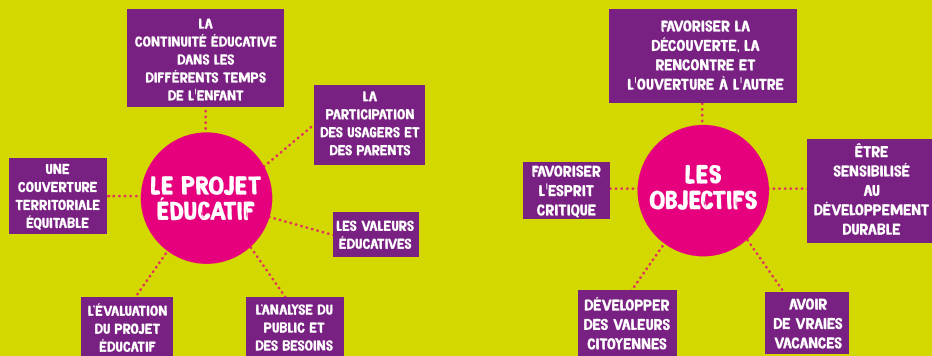 LA
CONTINUITÉ ÉDUCATIVE
DANS LES
DIFFÉRENTS TEMPS
DE L'ENFANT
LA
PARTICIPATION
DES USAGERS ET
DES PARENTS
UNE
COUVERTURE
TERRITORIALE
ÉQUITABLE
LE PROJET
ÉDUCATIF
LES VALEURS
ÉDUCATIVES
L'ÉVALUATION
DU PROJET
ÉDUCATIF
L'ANALYSE DU
PUBLIC ET
DES BESOINS
FAVORISER LA
DÉCOUVERTE, LA
RENCONTRE ET
L'OUVERTURE À L'AUTRE
FAVORISER
L'ESPRIT
CRITIQUE
LES
OBJECTIFS
ÊTRE
SENSIBILISÉ
AU
DÉVELOPPEMENT
DURABLE
DÉVELOPPER
DES VALEURS
CITOYENNES
AVOIR
DE VRAIES
VACANCES